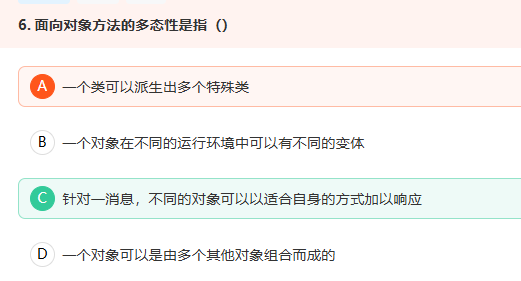 6. 面向对象方法的多态性是指（）
A 一个类可以派生出多个特殊类
B 一个对象在不同的运行环境中可以有不同的变体
C 针对一消息，不同的对象可以以适合自身的方式加以响应
D 一个对象可以是由多个其他对象组合而成的